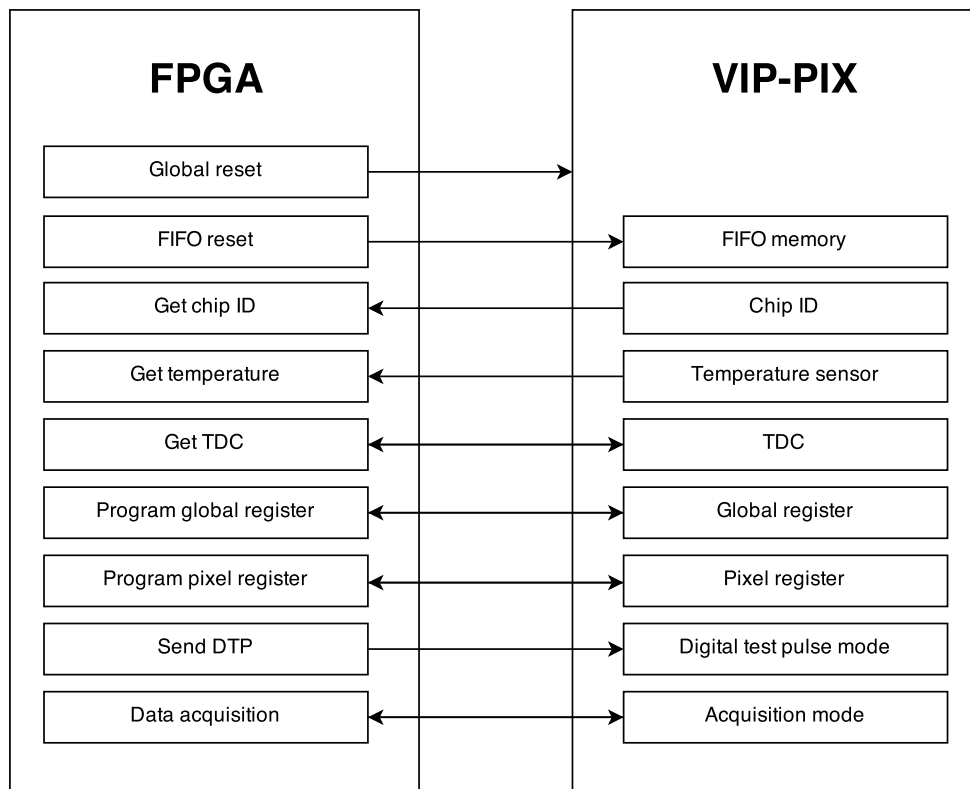 FPGA VIP-PIX
Global reset
FIFO reset FIFO memory
Get chip ID Chip ID
Get temperature Temperature sensor
Get TDC TDC
Program global register Global register
Program pixel register Pixel register
Send DTP Digital test pulse mode
Data acquisition Acquisition mode